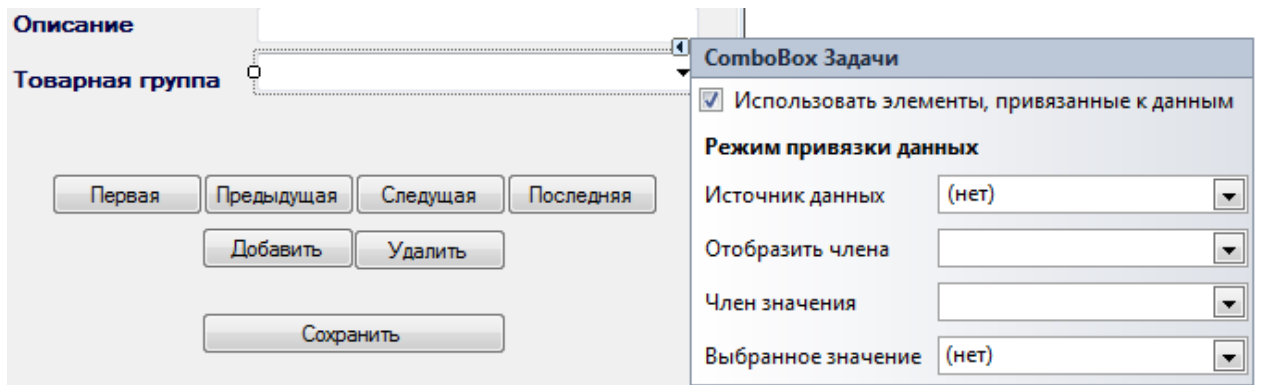 Описание
Товарная группа
Первая Предыдущая Следущая Последняя
Добавить Удалить
Сохранить
ComboBox Задачи
Использовать элементы, привязанные к данным
Режим привязки данных
Источник данных (нет)
Отобразить члена
Член значения
Выбранное значение (нет)